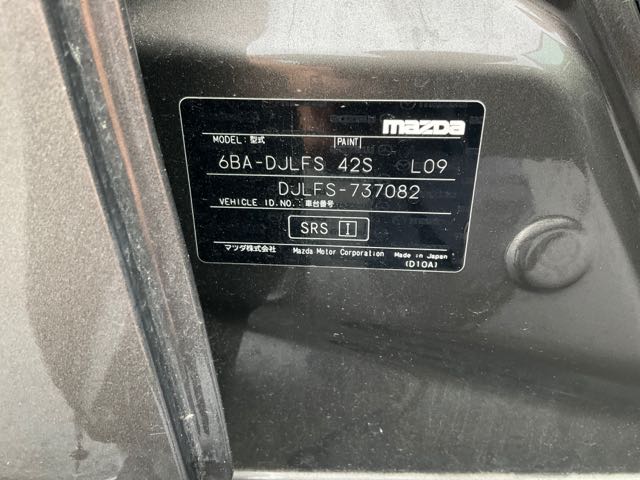 mazda
MODEL:型式 PAINT
6BA-DJLFS 42S L09
DJLFS-737082
VEHICLE ID.NO.:車台番号
SRS I
マツダ株式会社 Mazda Motor Corporation Made in Japan
(D10A)